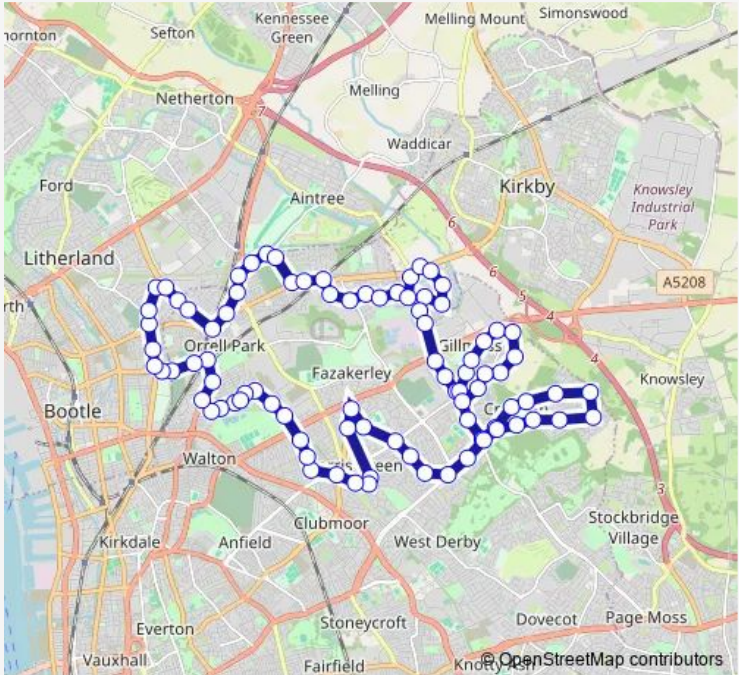 Kennessee
Green
Melling Mount
Simonswood
Sefton
Netherton
7
Melling
Waddicar
Ford
Aintree
Kirkby
Knowsley
Industrial
Park
6
Litherland
6
5
A5208
4
Orrell Park
4
Fazakerley
Knowsley
Bootle
Walton
3
Clubmoor
Stockbridge
Village
Kirkdale
Anfield
West Derby
Stoneycroft
Dovecot
Page Moss
Everton
Vauxhall
Fairfield
© OpenStreetMap contributors